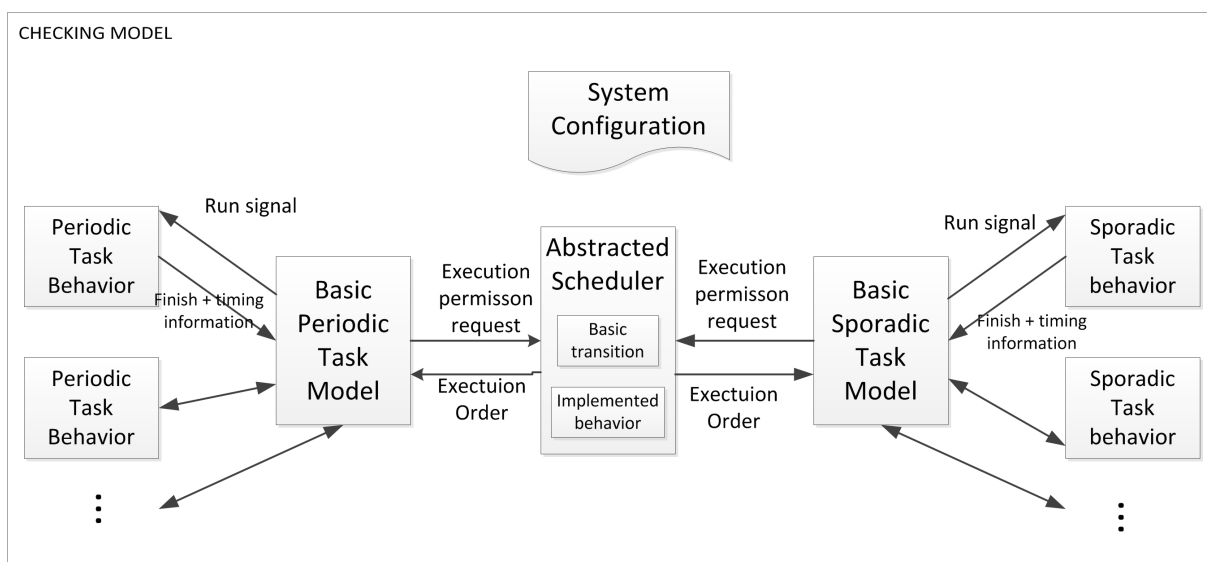 CHECKING MODEL
System
Configuration
Run signal
Periodic
Task
Behavior
Finish + timing
information
Periodic
Task
Behavior
Basic
Periodic
Task
Model
Execution
permisson
request
Exectuion
Order
Abstracted
Scheduler
Basic
transition
Implemented
behavior
Execution
permisson
request
Exectuion
Order
Basic
Sporadic
Task
Model
Run signal
Sporadic
Task
behavior
Finish + timing
information
Sporadic
Task
behavior